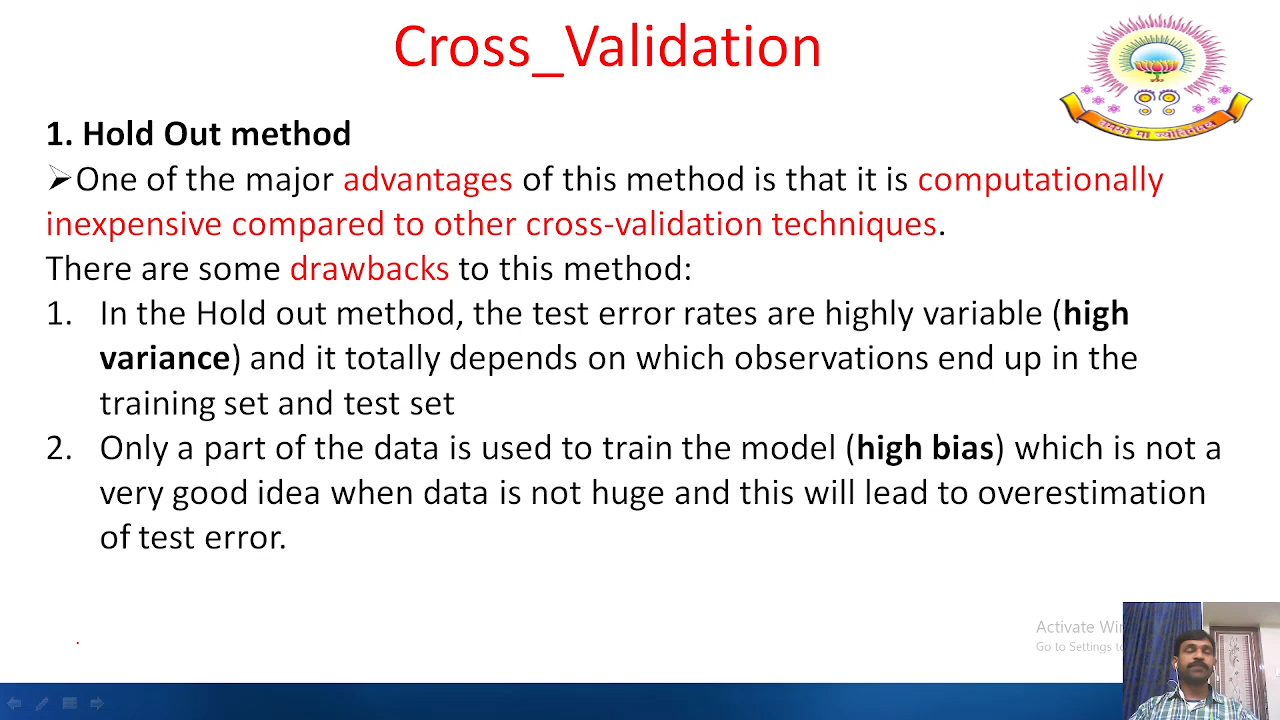 Cross_Validation
तमसो मा ज्योतिर्गमय
1. Hold Out method
➢One of the major advantages of this method is that it is computationally
inexpensive compared to other cross-validation techniques.
There are some drawbacks to this method:
1. In the Hold out method, the test error rates are highly variable (high
variance) and it totally depends on which observations end up in the
training set and test set
2. Only a part of the data is used to train the model (high bias) which is not a
very good idea when data is not huge and this will lead to overestimation
of test error.
Activate
Go to Settings